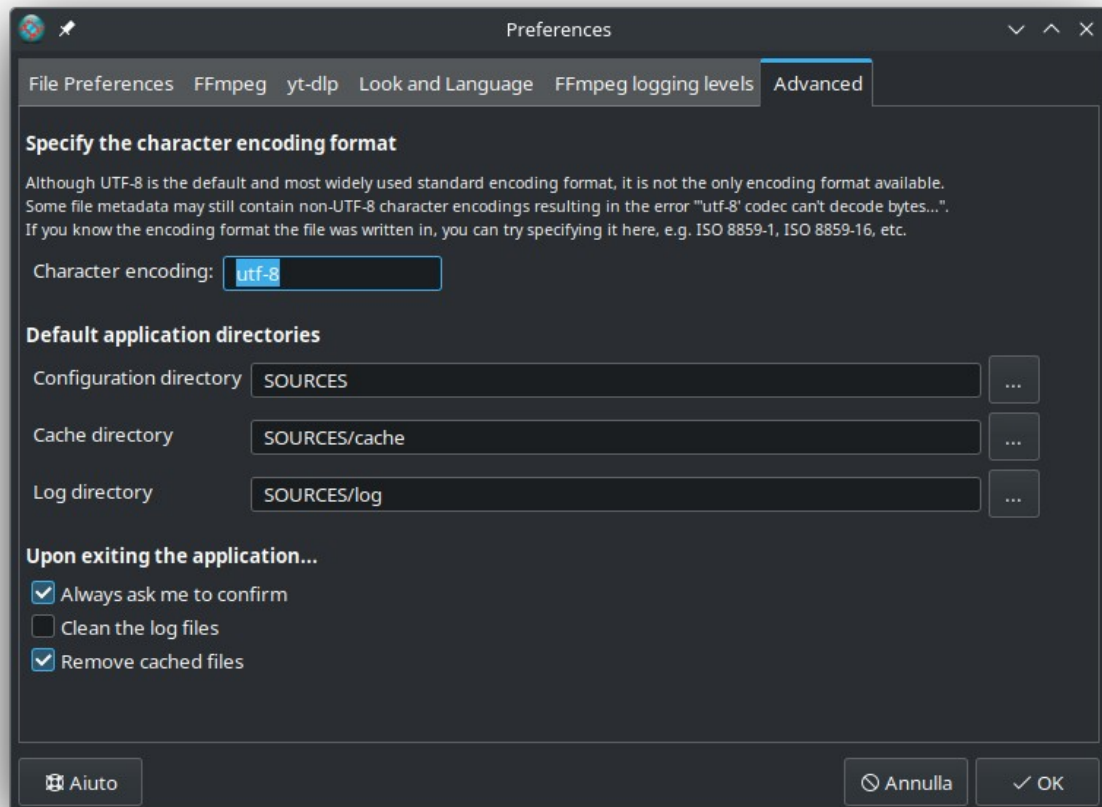 Preferences
File Preferences FFmpeg yt-dlp Look and Language FFmpeg logging levels Advanced
Specify the character encoding format
Although UTF-8 is the default and most widely used standard encoding format, it is not the only encoding format available.
Some file metadata may still contain non-UTF-8 character encodings resulting in the error "'utf-8' codec can't decode bytes...".
If you know the encoding format the file was written in, you can try specifying it here, e.g. ISO 8859-1, ISO 8859-16, etc.
Character encoding: utf-8
Default application directories
Configuration directory SOURCES ...
Cache directory SOURCES/cache ...
Log directory SOURCES/log ...
Upon exiting the application...
Always ask me to confirm
Clean the log files
Remove cached files
Aiuto Annulla OK